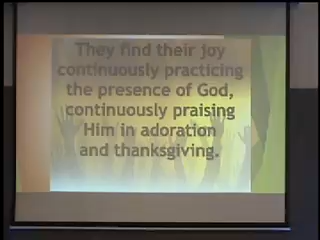 They find their joy
continuously practicing
the presence of God,
continuously praising
Him in adoration
and thanksgiving.